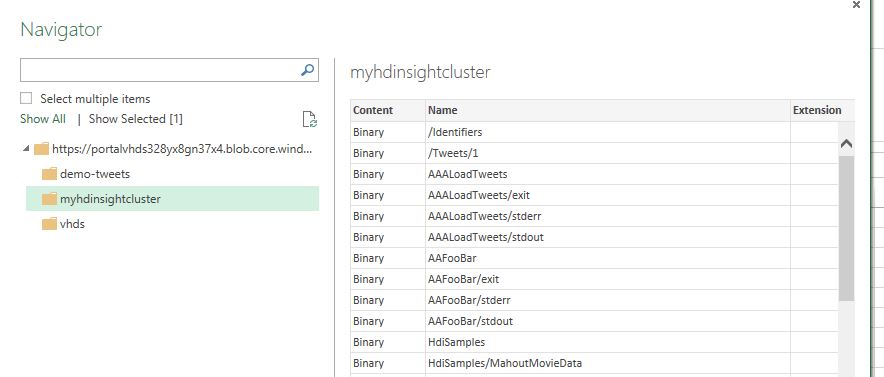 Navigator
Select multiple items
Show All | Show Selected [1]
https://portalvhds328yx8gn37x4.blob.core.wind...
demo-tweets
myhdinsightcluster
vhds
myhdinsightcluster
Content Name Extension
Binary /Identifiers
Binary /Tweets/1
Binary AAALoadTweets
Binary AAALoadTweets/exit
Binary AAALoadTweets/stderr
Binary AAALoadTweets/stdout
Binary AAFooBar
Binary AAFooBar/exit
Binary AAFooBar/stderr
Binary AAFooBar/stdout
Binary HdiSamples
Binary HdiSamples/MahoutMovieData